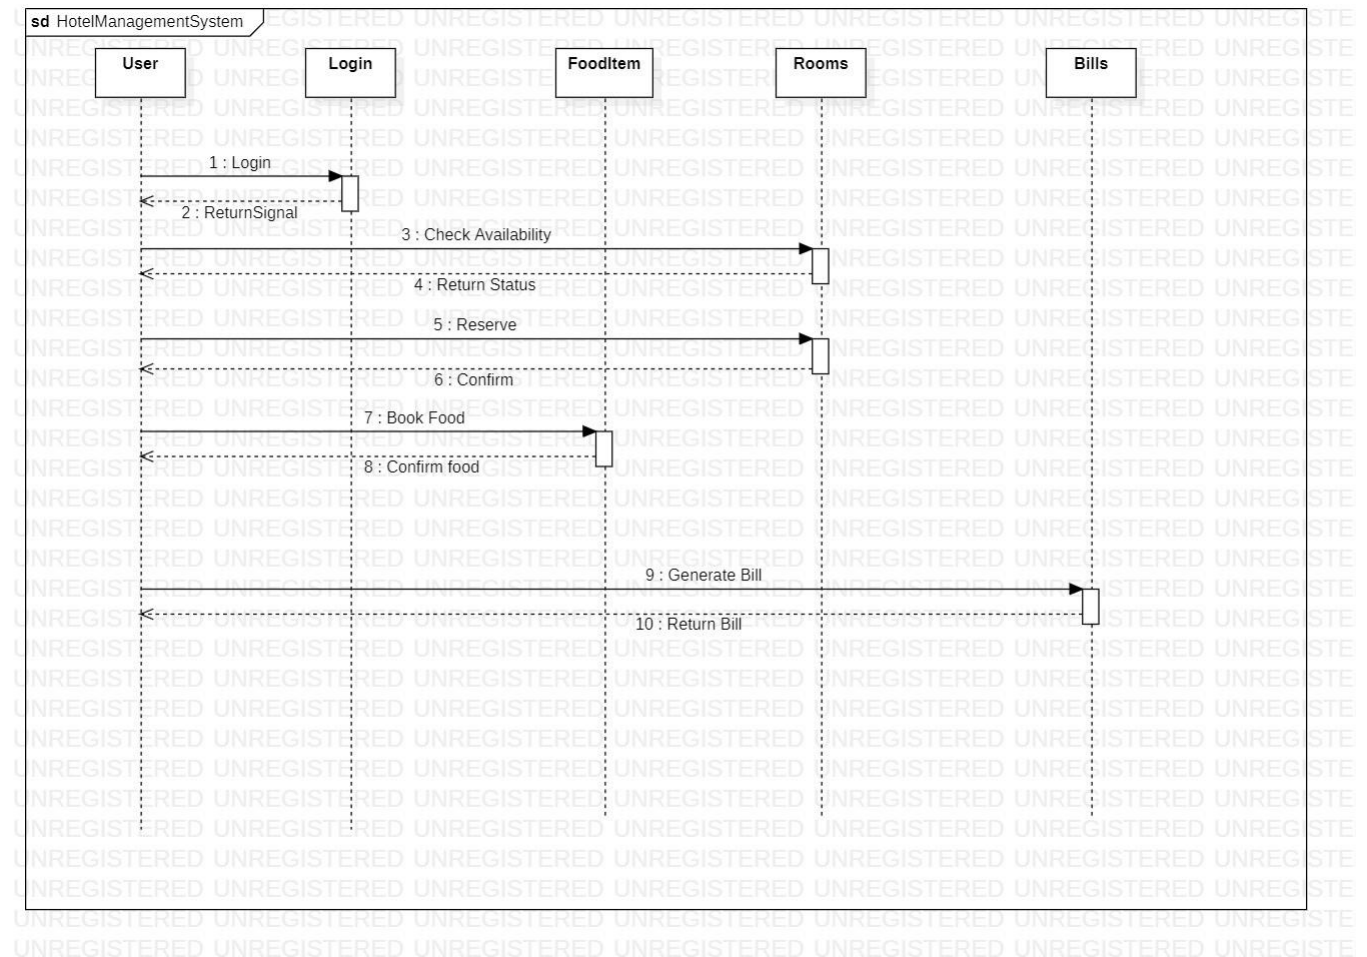 sd HotelManagementSystem
User
Login
FoodItem
Rooms
Bills
1 : Login
2 : ReturnSignal
3 : Check Availability
4 : Return Status
5 : Reserve
6 : Confirm
7 : Book Food
8 : Confirm food
9 : Generate Bill
10 : Return Bill
UNREGISTERED